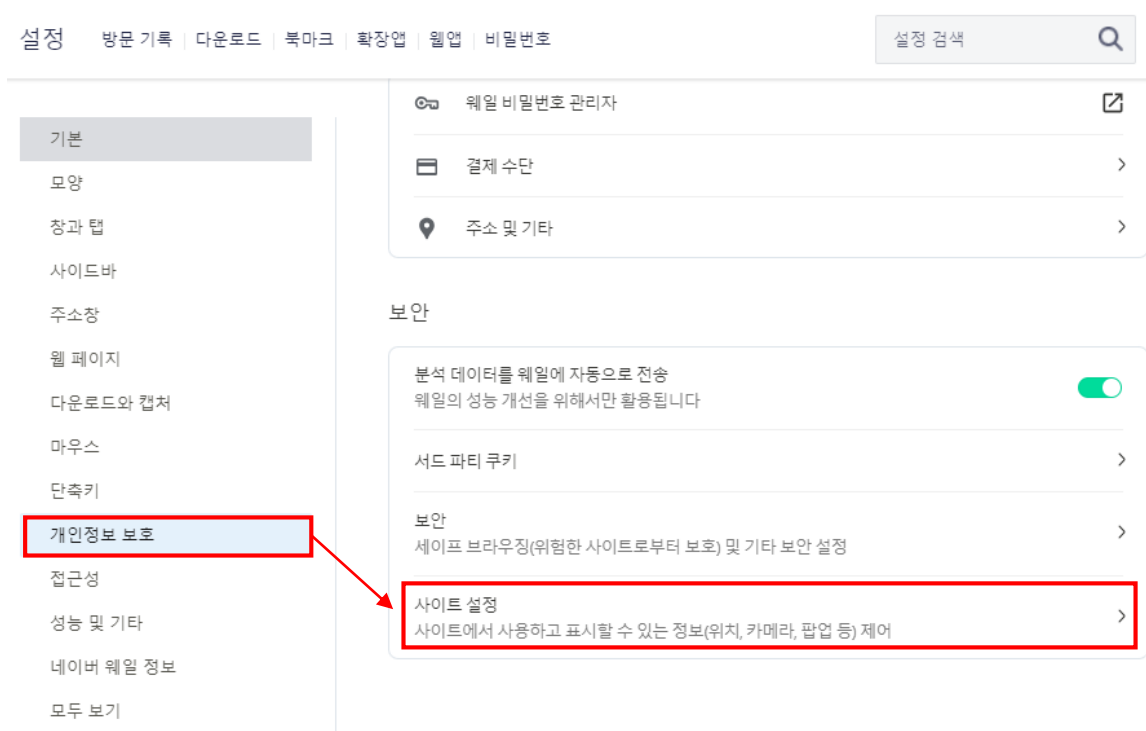 설정 방문 기록 다운로드 북마크 확장앱 웹앱 비밀번호 설정 검색
기본
모양
창과 탭
사이드바
주소창
웹 페이지
다운로드와 캡처
마우스
단축키
개인정보 보호
접근성
성능 및 기타
네이버 웨일 정보
모두 보기
웨일 비밀번호 관리자
결제 수단
주소 및 기타
보안
분석 데이터를 웨일에 자동으로 전송
웨일의 성능 개선을 위해서만 활용됩니다
서드 파티 쿠키
보안
세이프 브라우징(위험한 사이트로부터 보호) 및 기타 보안 설정
사이트 설정
사이트에서 사용하고 표시할 수 있는 정보(위치, 카메라, 팝업 등) 제어